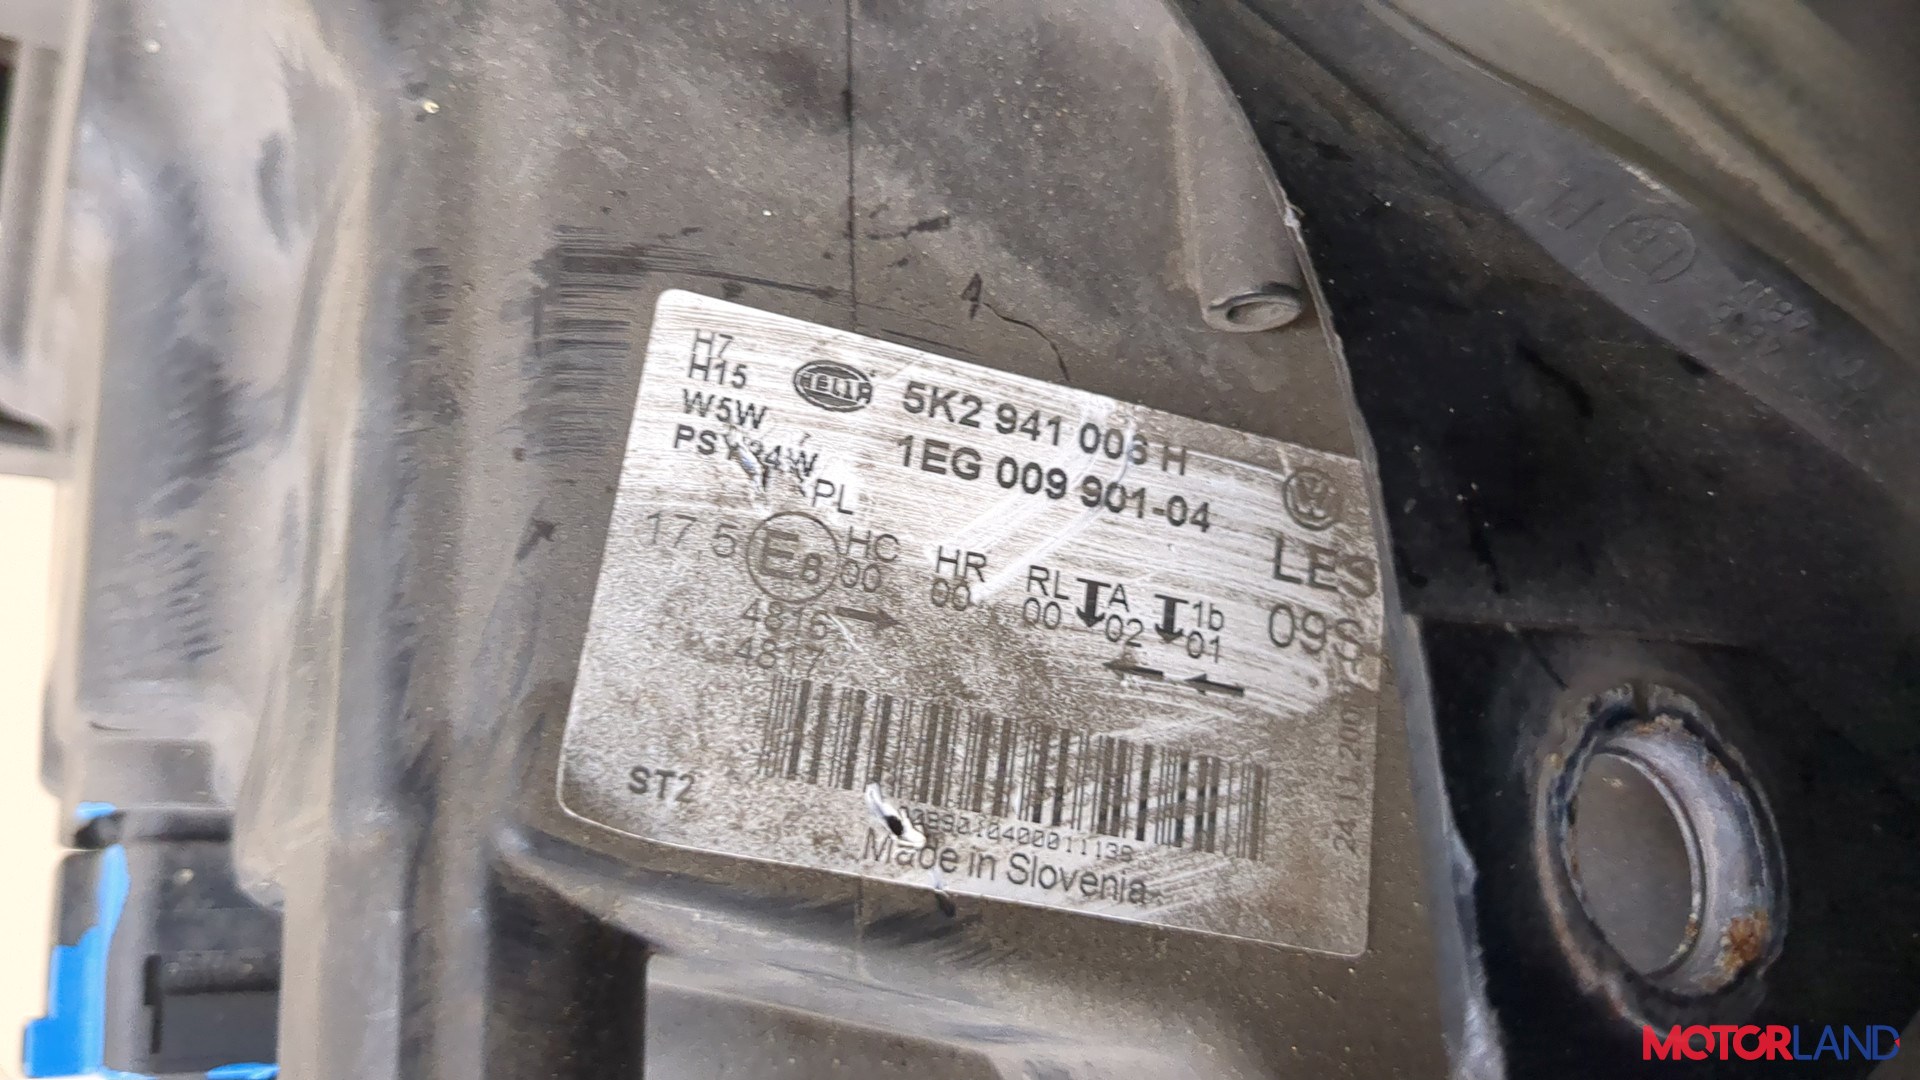 H7
H15
W5W
PSY24W
HELLA
5K2 941 006 H
1EG 009 901-04
PL
17,5 E8 HC HR RL A 1b
00 00 00 02 01
4816
4817
LES
09S
ST2
Made in Slovenia
MOTORLAND